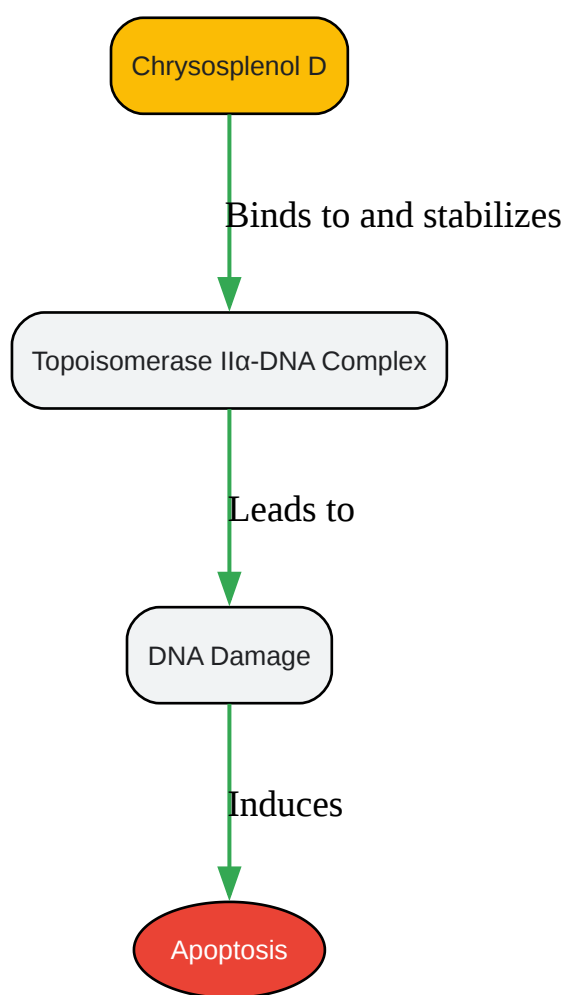 Chrysosplenol D
Binds to and stabilizes
Topoisomerase IIα-DNA Complex
Leads to
DNA Damage
Induces
Apoptosis